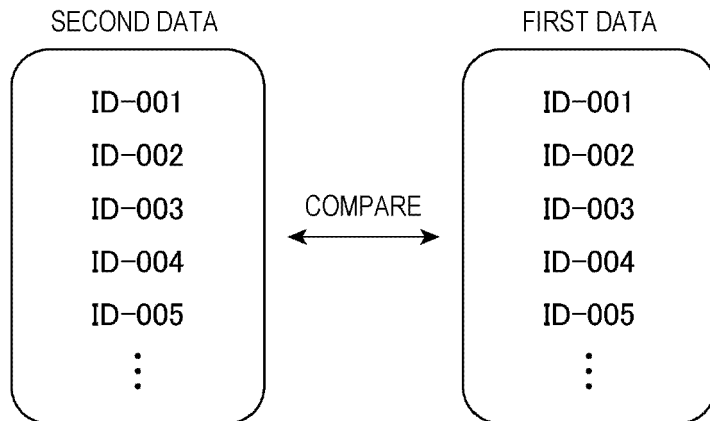 SECOND DATA
ID-001
ID-002
ID-003
ID-004
ID-005
⋮
COMPARE
FIRST DATA
ID-001
ID-002
ID-003
ID-004
ID-005
⋮